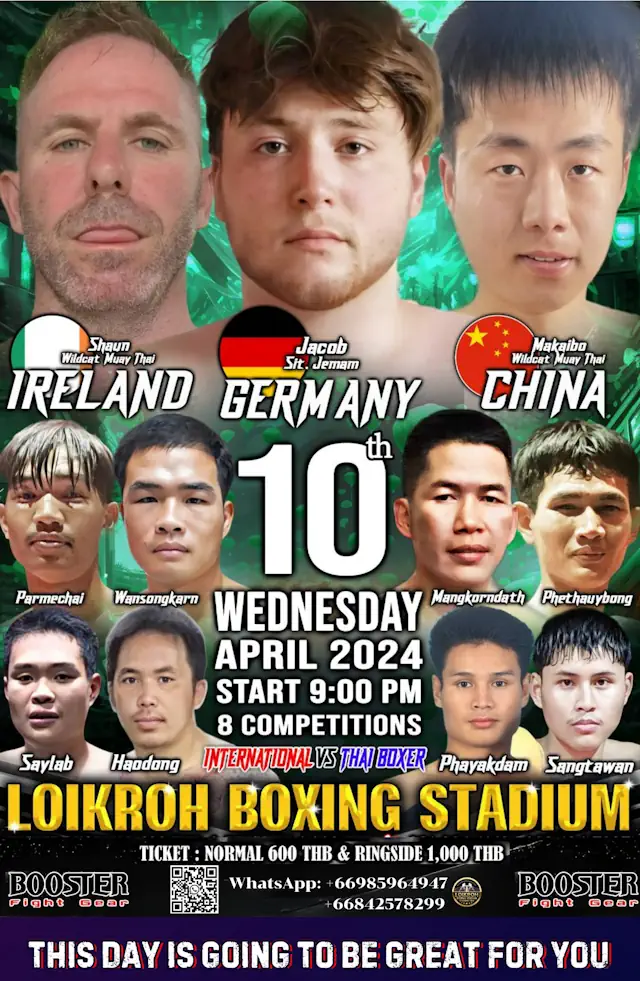 Shaun
Wildcat Muay Thai
IRELAND
Jacob
Sit. Jemam
GERMANY
Makaibo
Wildcat Muay Thai
CHINA
10th
Parmechai
Wansongkarn
Mangkorndath
Phethauybong
WEDNESDAY
APRIL 2024
START 9:00 PM
8 COMPETITIONS
INTERNATIONAL VS THAI BOXER
Saylab
Haodong
Phayakdam
Sangtawan
LOIKROH BOXING STADIUM
TICKET : NORMAL 600 THB & RINGSIDE 1,000 THB
BOOSTER
Fight Gear
WhatsApp: +66985964947
+66842578299
LOIKROH
BOOSTER
Fight Gear
THIS DAY IS GOING TO BE GREAT FOR YOU